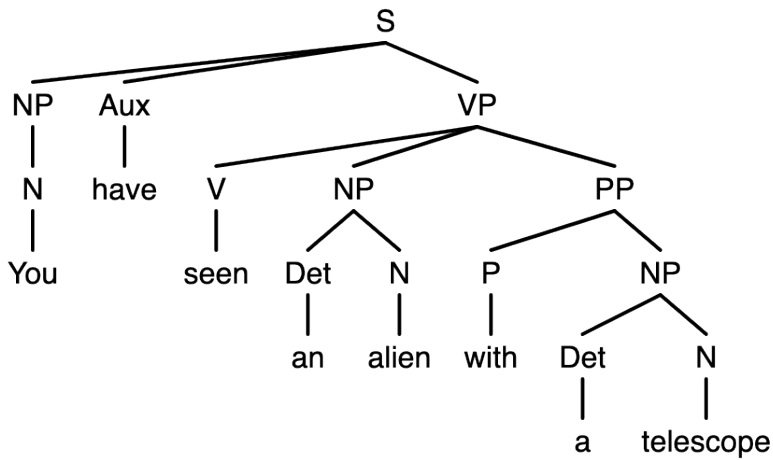 S
NP Aux VP
N have V NP PP
You seen Det N P NP
an alien with Det N
a telescope